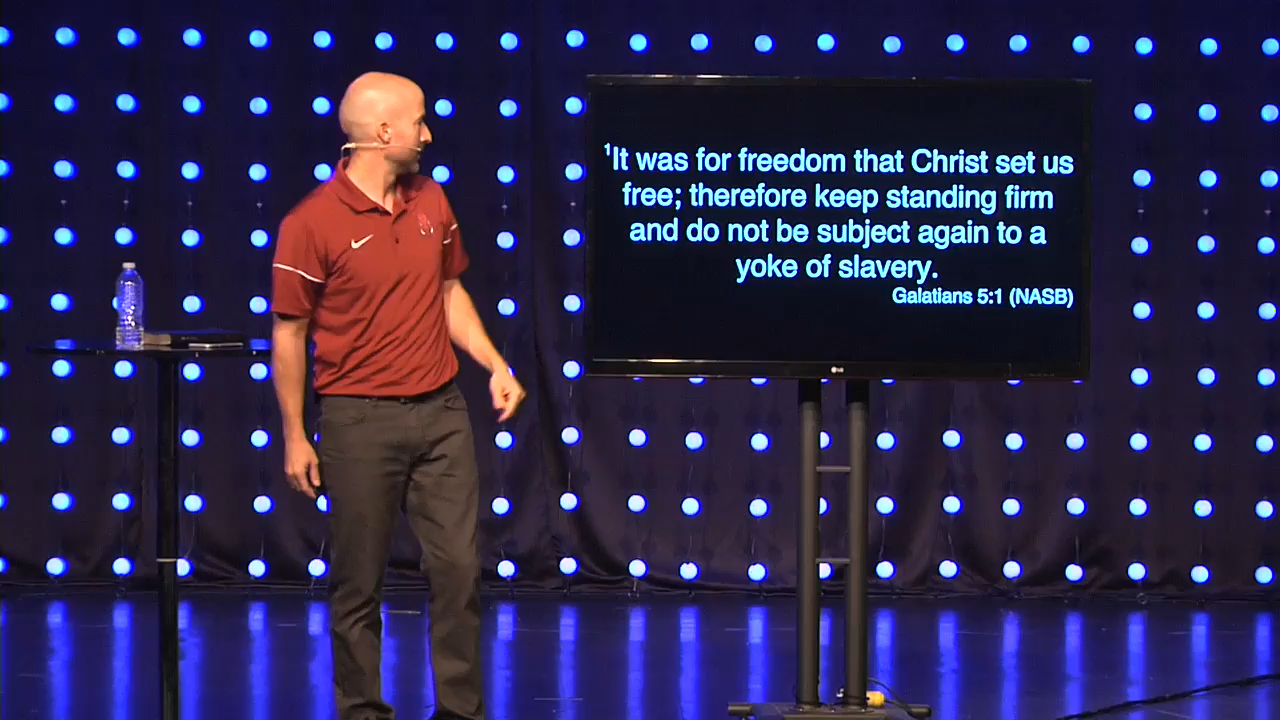 ¹It was for freedom that Christ set us
free; therefore keep standing firm
and do not be subject again to a
yoke of slavery.
Galatians 5:1 (NASB)
LG